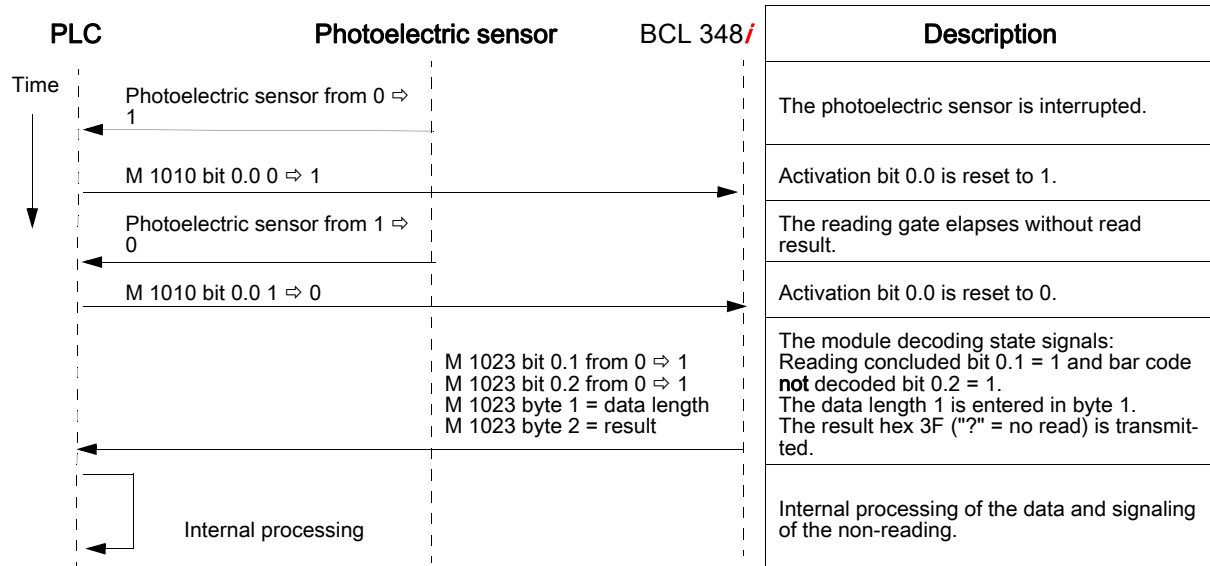 PLC Photoelectric sensor BCL 348i Description
Time
Photoelectric sensor from 0 ⇨
1
The photoelectric sensor is interrupted.
M 1010 bit 0.0 0 ⇨ 1
Activation bit 0.0 is reset to 1.
Photoelectric sensor from 1 ⇨
0
The reading gate elapses without read
result.
M 1010 bit 0.0 1 ⇨ 0
Activation bit 0.0 is reset to 0.
M 1023 bit 0.1 from 0 ⇨ 1
M 1023 bit 0.2 from 0 ⇨ 1
M 1023 byte 1 = data length
M 1023 byte 2 = result
The module decoding state signals:
Reading concluded bit 0.1 = 1 and bar code
not decoded bit 0.2 = 1.
The data length 1 is entered in byte 1.
The result hex 3F ("?" = no read) is transmit-
ted.
Internal processing
Internal processing of the data and signaling
of the non-reading.